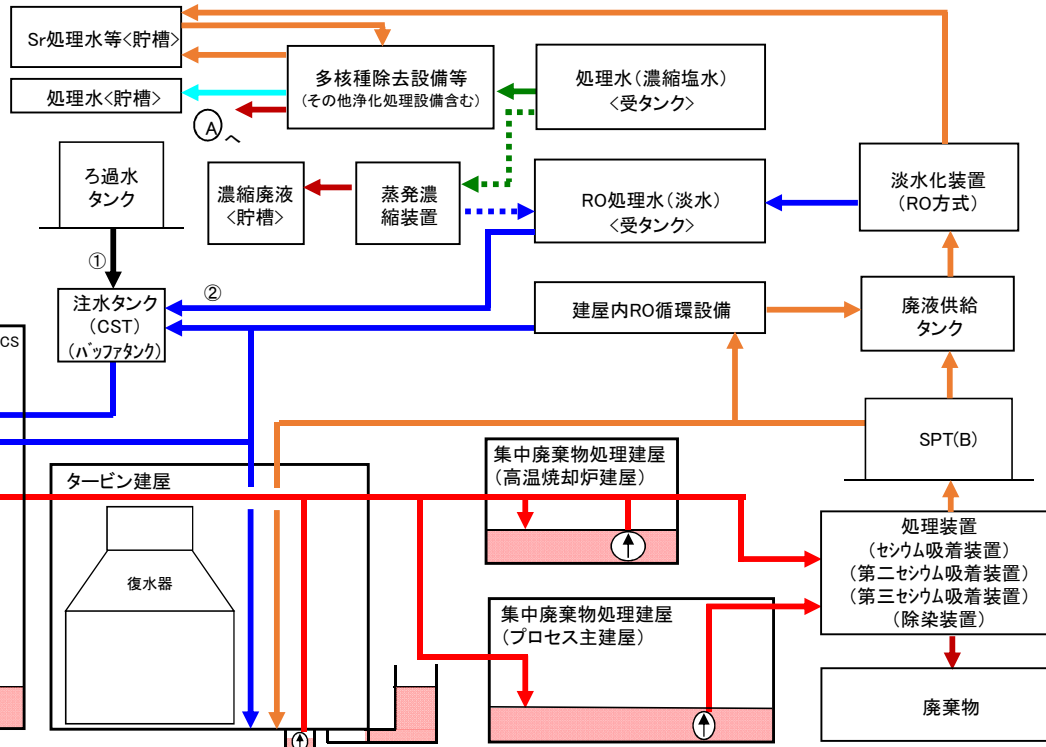 Sr処理水等<貯槽>
処理水<貯槽>
多核種除去設備等
(その他浄化処理設備含む)
処理水(濃縮塩水)
<受タンク>
A へ
ろ過水
タンク
濃縮廃液
<貯槽>
蒸発濃
縮装置
RO処理水(淡水)
<受タンク>
淡水化装置
(RO方式)
①
②
注水タンク
(CST)
(バッファタンク)
建屋内RO循環設備
廃液供給
タンク
CS
SPT(B)
タービン建屋
集中廃棄物処理建屋
(高温焼却炉建屋)
復水器
処理装置
(セシウム吸着装置)
(第二セシウム吸着装置)
(第三セシウム吸着装置)
(除染装置)
集中廃棄物処理建屋
(プロセス主建屋)
廃棄物